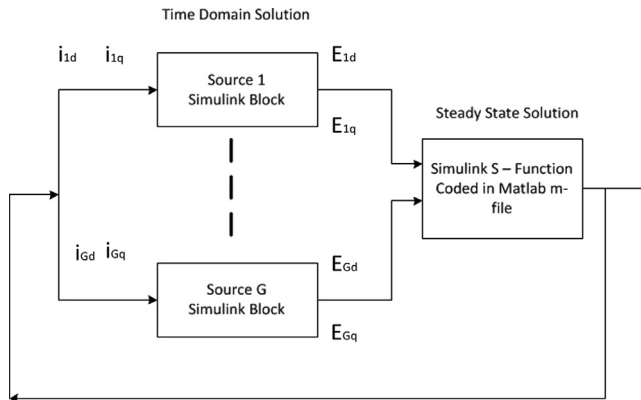 Time Domain Solution
i1d i1q
Source 1
Simulink Block
E1d
E1q
Steady State Solution
Simulink S – Function
Coded in Matlab m-
file
iGd iGq
Source G
Simulink Block
EGd
EGq